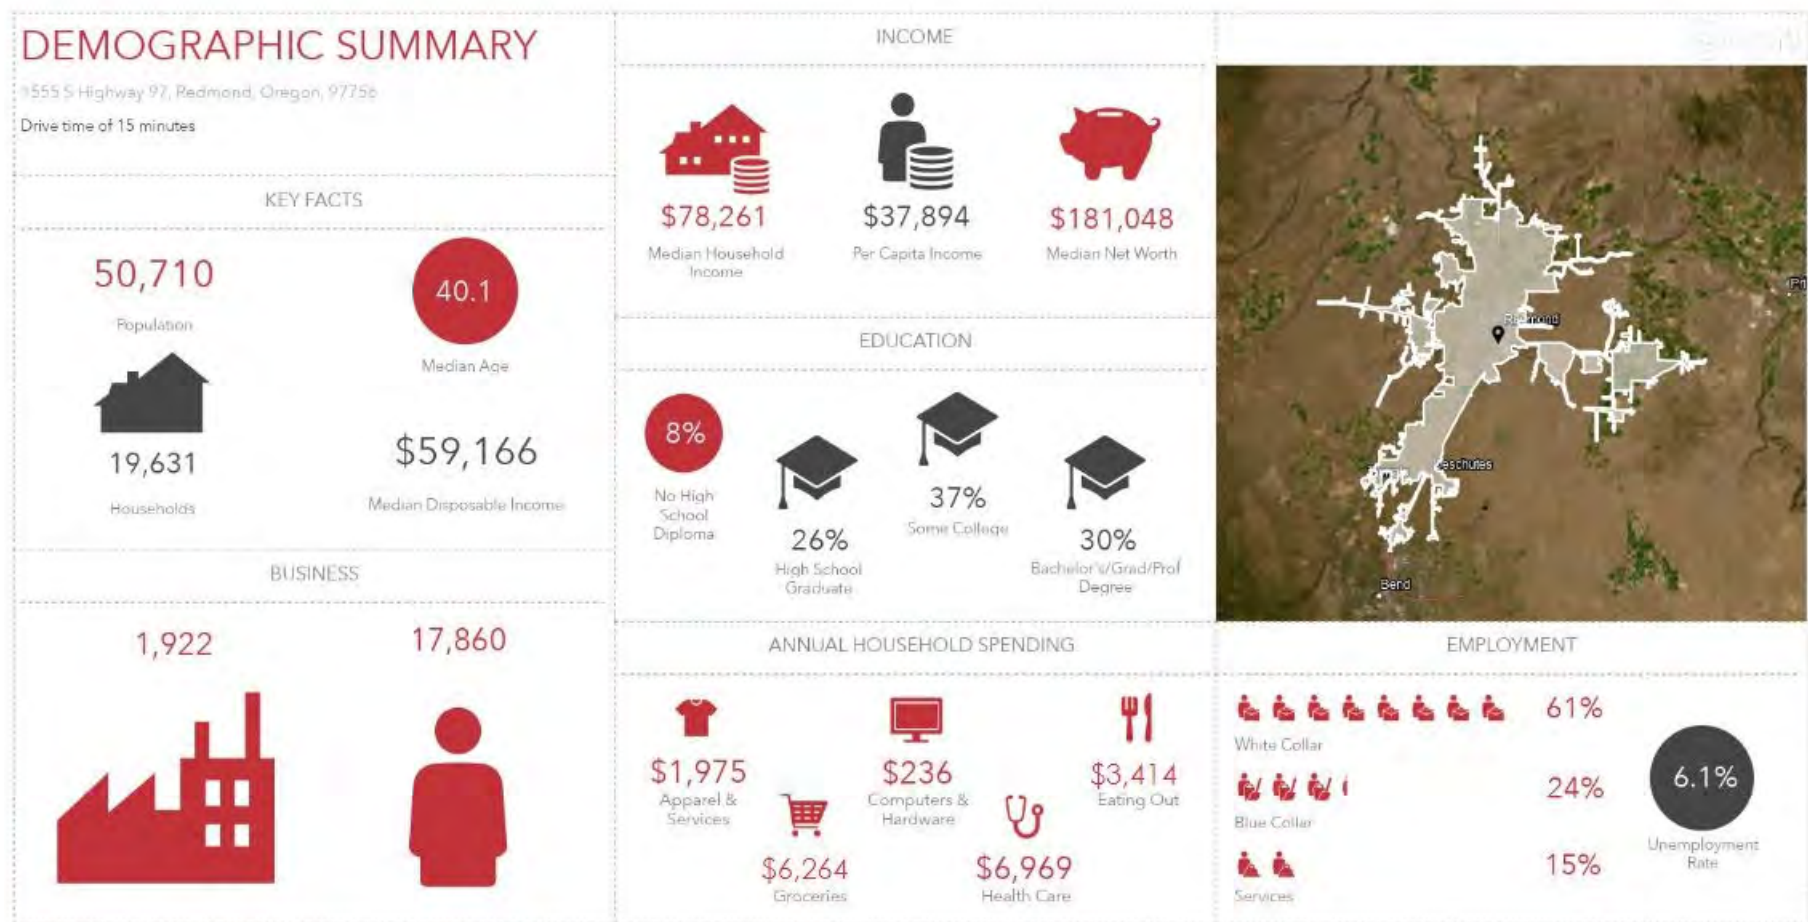 DEMOGRAPHIC SUMMARY
1555 S Highway 97, Redmond, Oregon, 97756
Drive time of 15 minutes
KEY FACTS
50,710
Population
40.1
Median Age
19,631
Households
$59,166
Median Disposable Income
BUSINESS
1,922
17,860
INCOME
$78,261
Median Household
Income
$37,894
Per Capita Income
$181,048
Median Net Worth
EDUCATION
8%
No High
School
Diploma
26%
High School
Graduate
37%
Some College
30%
Bachelor's/Grad/Prof
Degree
ANNUAL HOUSEHOLD SPENDING
$1,975
Apparel &
Services
$6,264
Groceries
$236
Computers &
Hardware
$6,969
Health Care
$3,414
Eating Out
Redmond
eschutes
Bend
EMPLOYMENT
61%
White Collar
24%
Blue Collar
15%
Services
6.1%
Unemployment
Rate